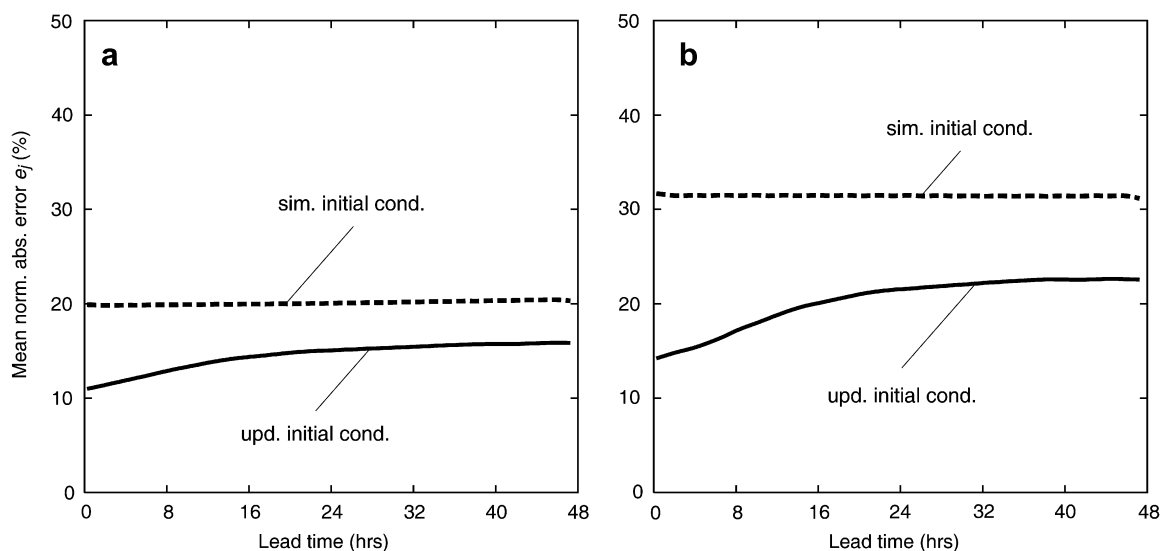 a
50
40
30
20
10
0
Mean norm. abs. error ej (%)
sim. initial cond.
upd. initial cond.
0 8 16 24 32 40 48
Lead time (hrs)
b
50
40
30
20
10
0
sim. initial cond.
upd. initial cond.
0 8 16 24 32 40 48
Lead time (hrs)